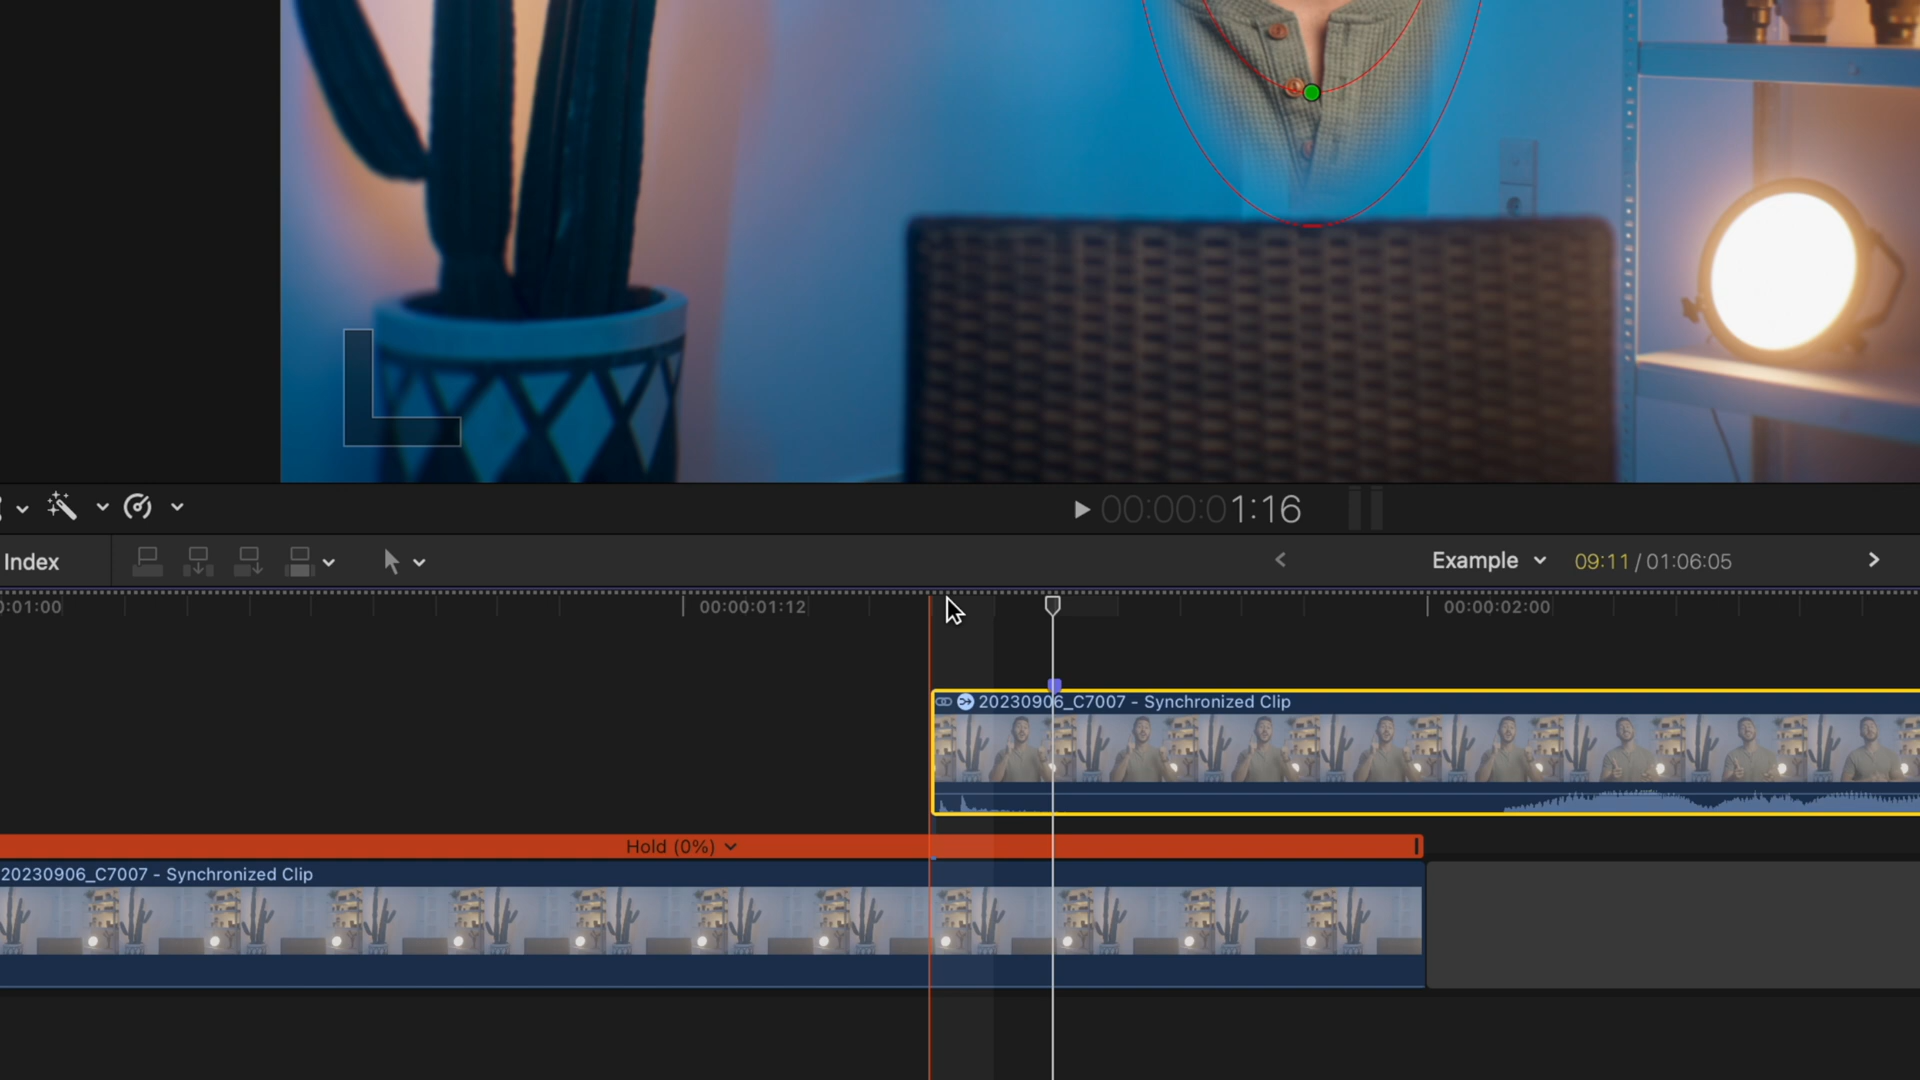 00:00:01:16
Index
Example
09:11 / 01:06:05
0:01:00
00:00:01:12
00:00:02:00
20230906_C7007 - Synchronized Clip
Hold (0%)
20230906_C7007 - Synchronized Clip